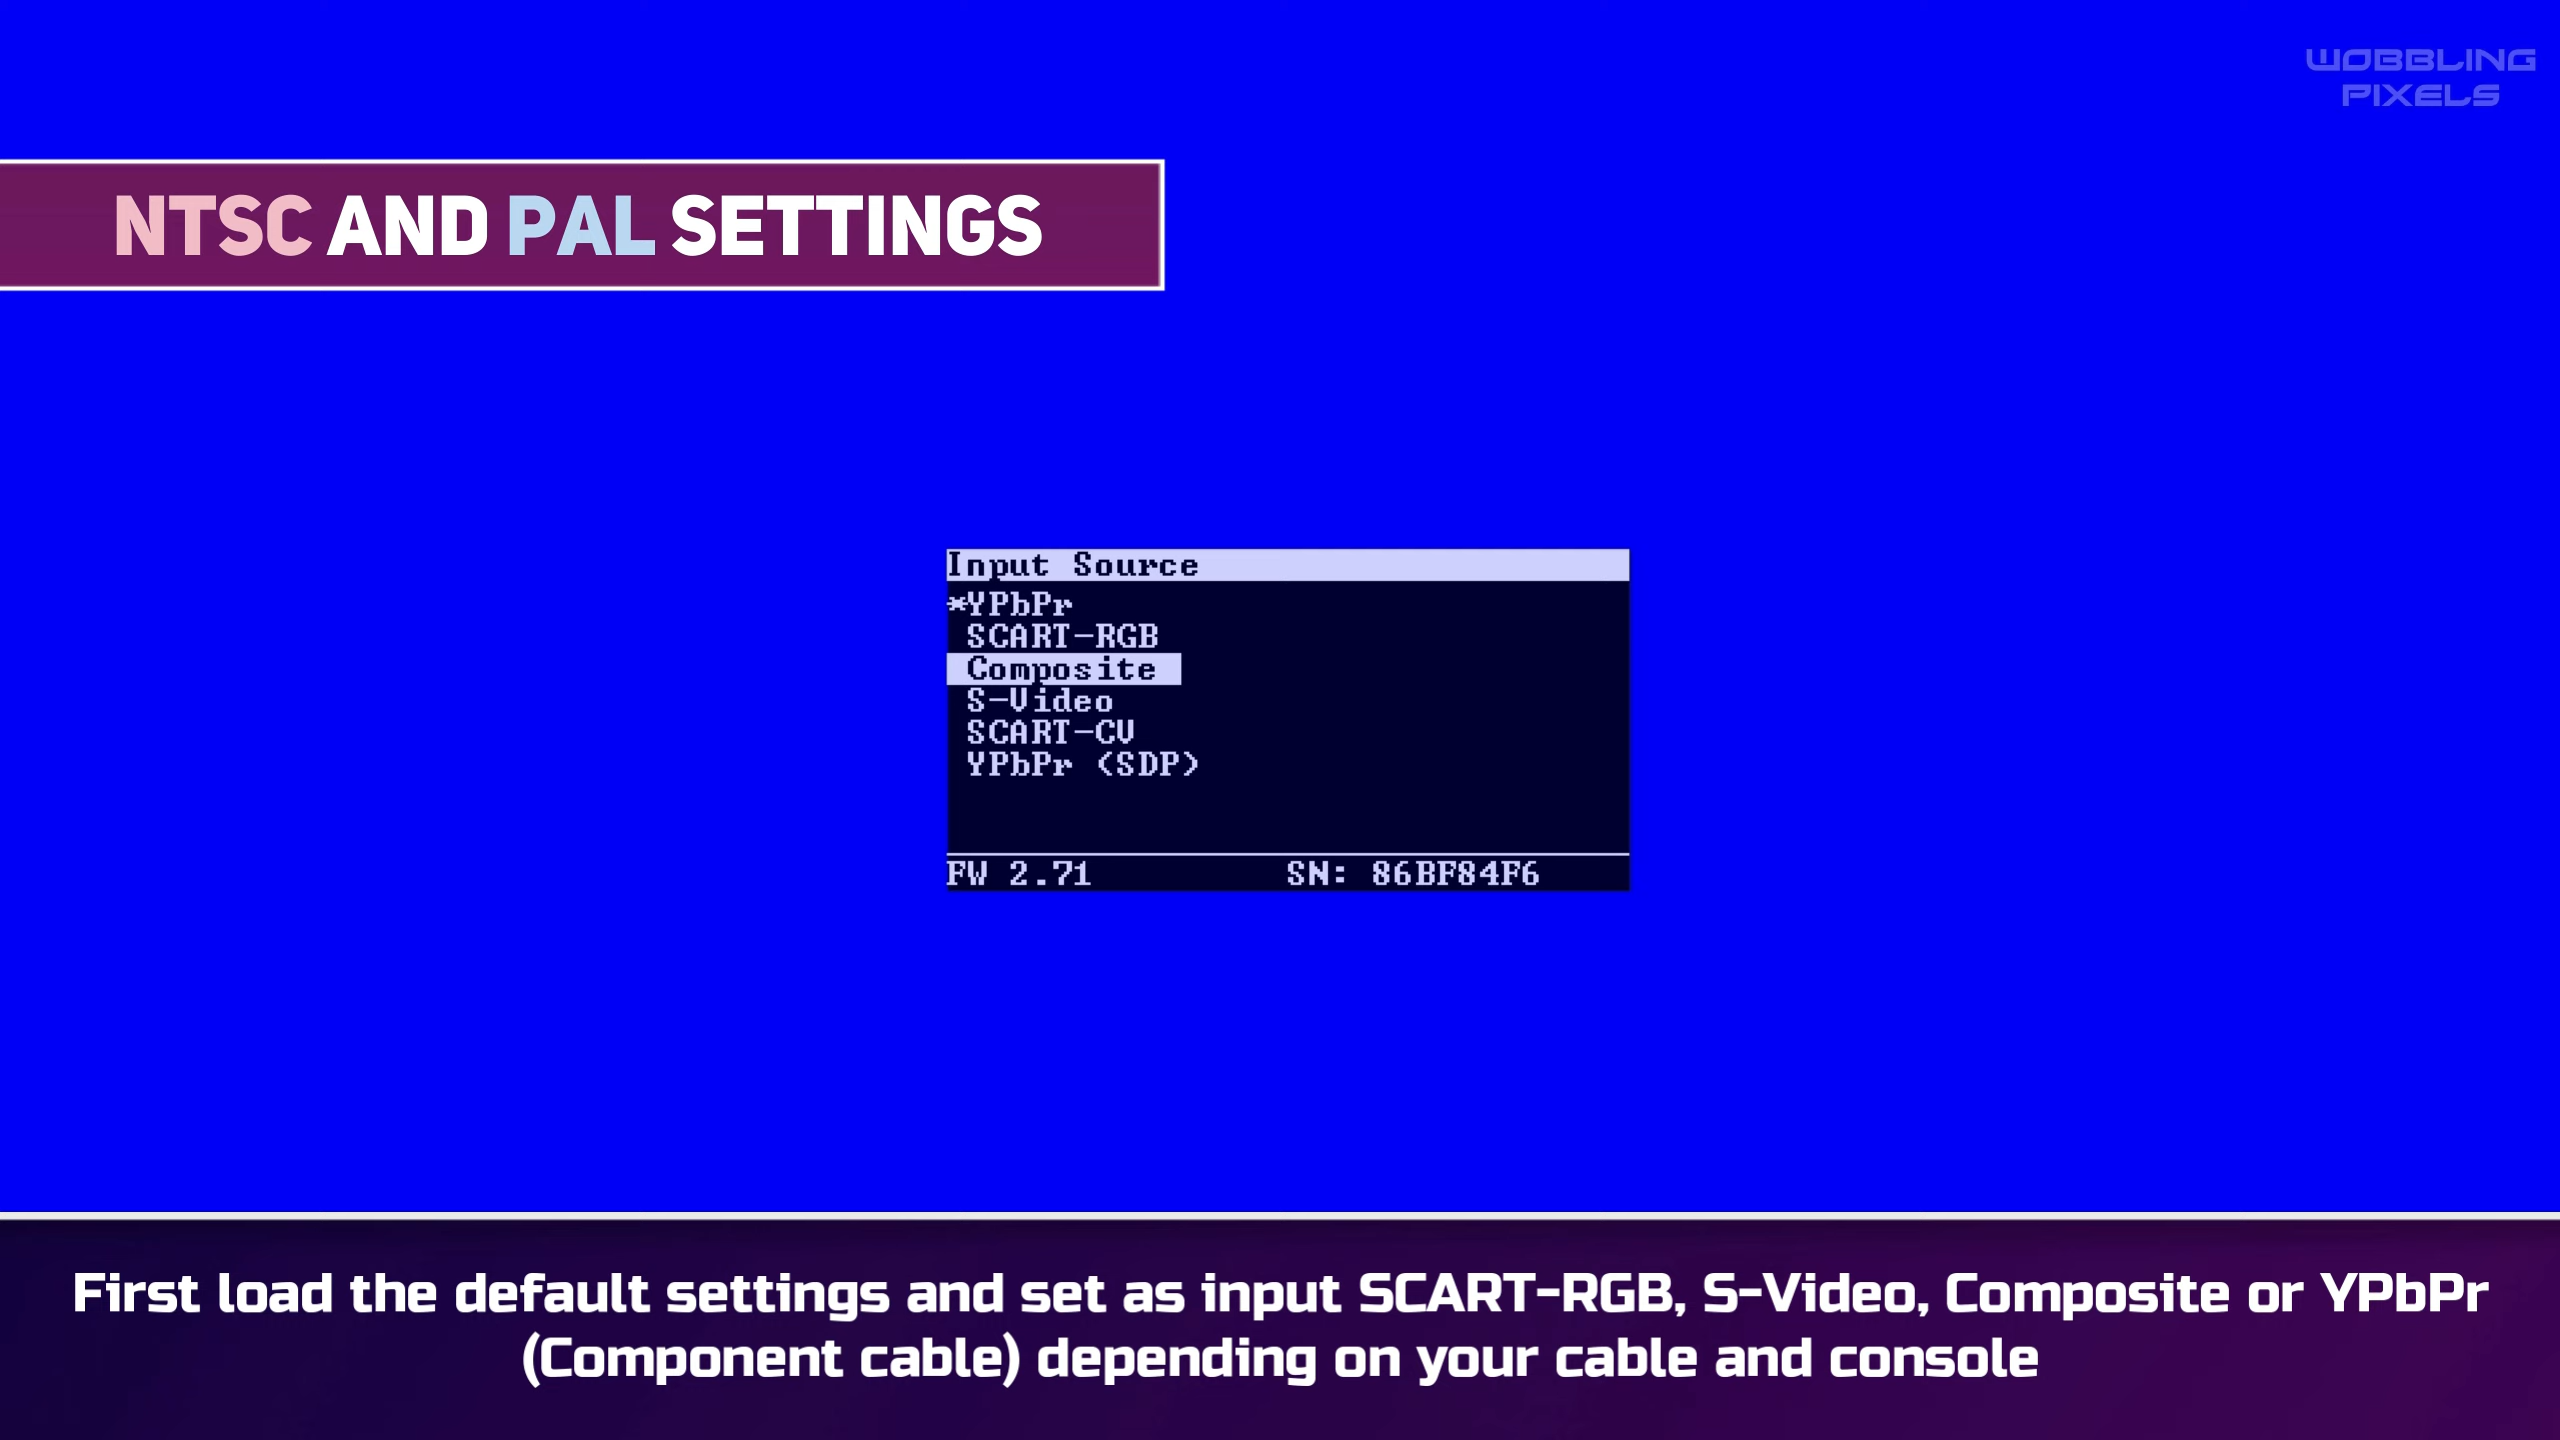 WOBBLING
PIXELS
NTSC AND PAL SETTINGS
Input Source
*YPbPr
SCART-RGB
Composite
S-Video
SCART-CV
YPbPr (SDP)
FW 2.71 SN: 86BF84F6
First load the default settings and set as input SCART-RGB, S-Video, Composite or YPbPr
(Component cable) depending on your cable and console